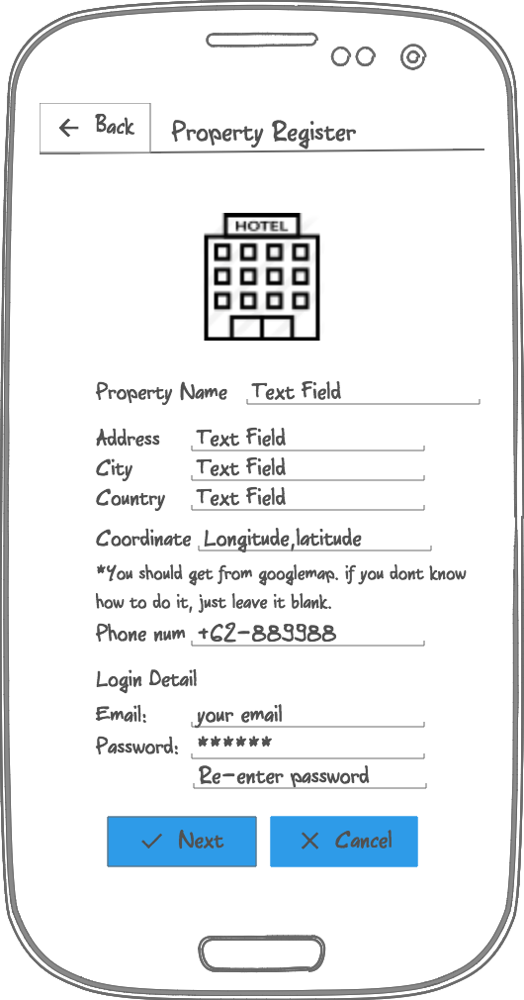 Back
Property Register
HOTEL
Property Name Text Field
Address Text Field
City Text Field
Country Text Field
Coordinate Longitude,latitude
*You should get from googlemap. if you dont know
how to do it, just leave it blank.
Phone num +62-889988
Login Detail
Email: your email
Password: ******
Re-enter password
Next Cancel